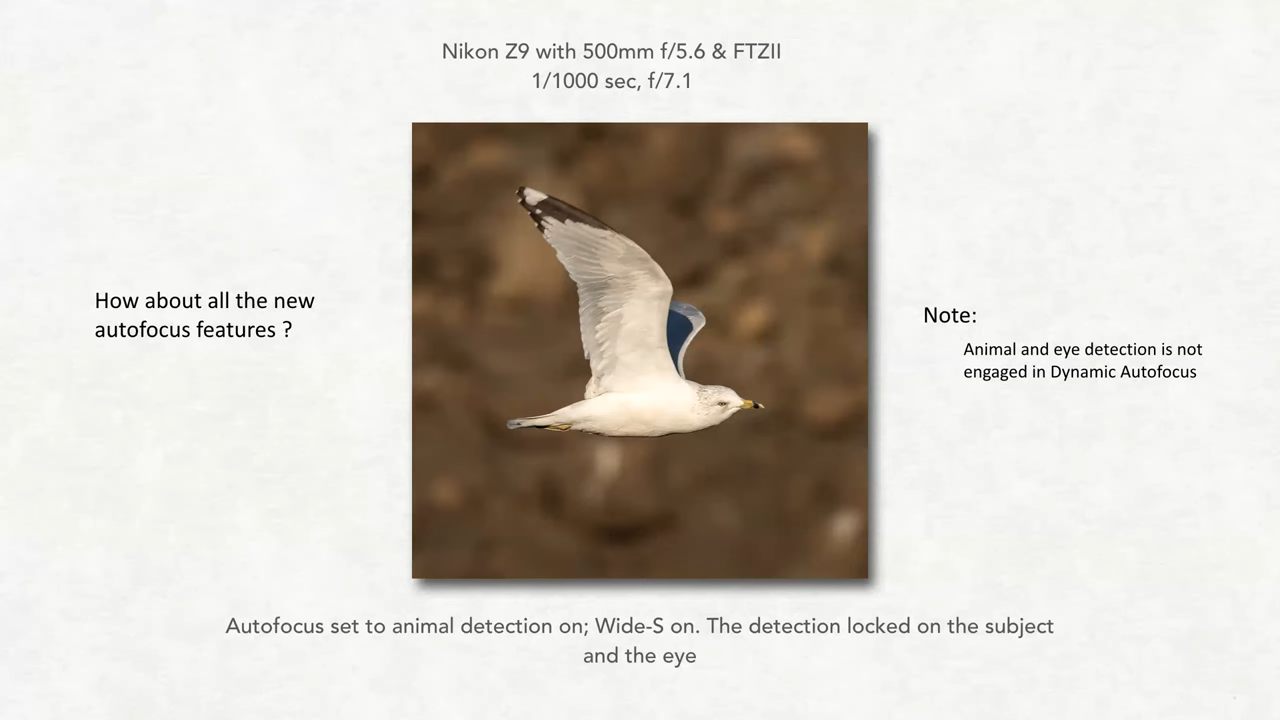 Nikon Z9 with 500mm f/5.6 & FTZII
1/1000 sec, f/7.1
How about all the new
autofocus features ?
Note:
Animal and eye detection is not
engaged in Dynamic Autofocus
Autofocus set to animal detection on; Wide-S on. The detection locked on the subject
and the eye